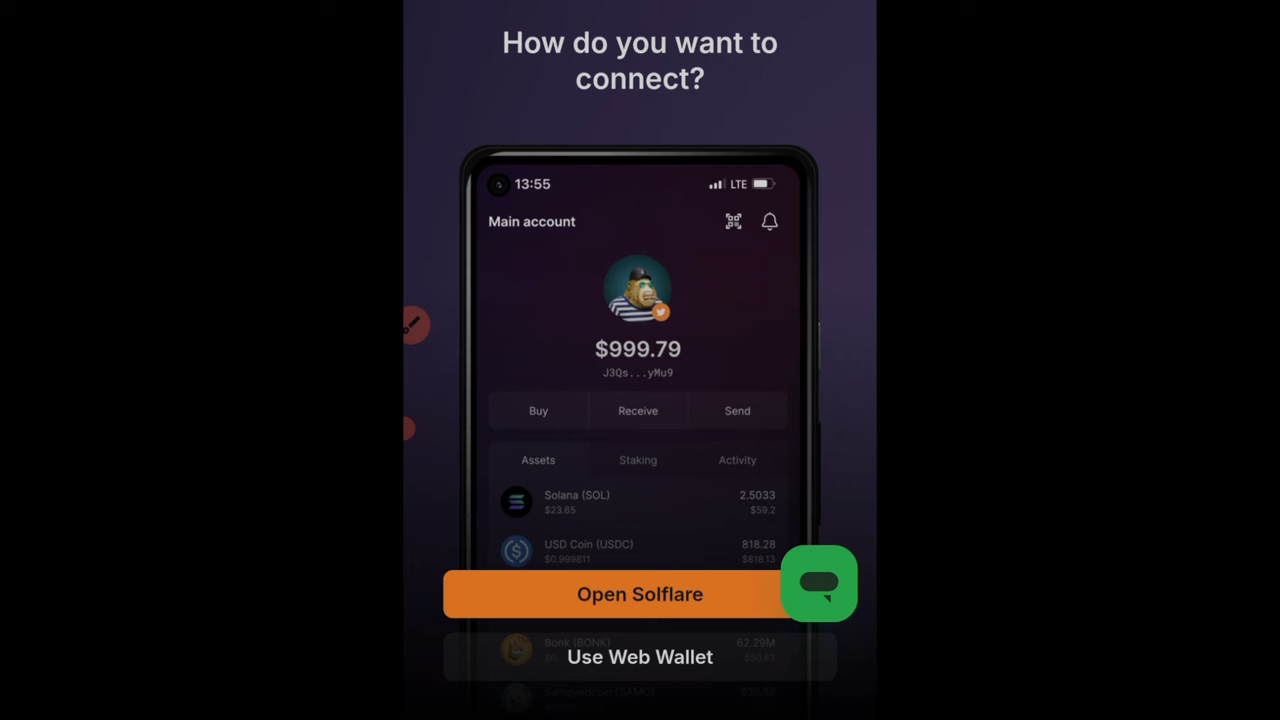 How do you want to
connect?
13:55
LTE
Main account
$999.79
J3Qs...yMu9
Buy
Receive
Send
Assets
Staking
Activity
Solana (SOL)
2.5033
$23.65
$59.2
USD Coin (USDC)
818.28
$0.999811
$818.13
Open Solflare
Bonk (BONK)
62.29M
Use Web Wallet